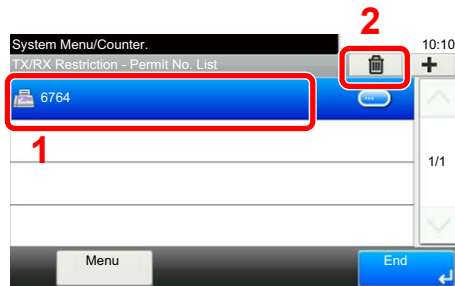 2
System Menu/Counter.
10:10
TX/RX Restriction - Permit No. List
6764
1
1/1
Menu
End